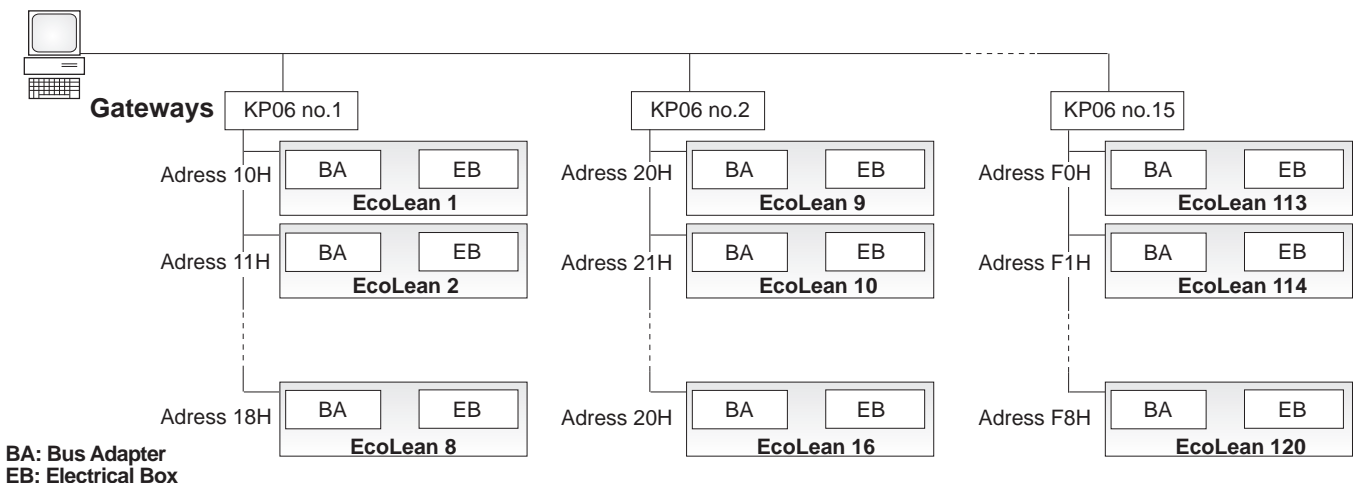 Gateways
KP06 no.1
KP06 no.2
KP06 no.15
Adress 10H
BA
EB
EcoLean 1
Adress 20H
BA
EB
EcoLean 9
Adress F0H
BA
EB
EcoLean 113
Adress 11H
BA
EB
EcoLean 2
Adress 21H
BA
EB
EcoLean 10
Adress F1H
BA
EB
EcoLean 114
Adress 18H
BA
EB
EcoLean 8
Adress 20H
BA
EB
EcoLean 16
Adress F8H
BA
EB
EcoLean 120
BA: Bus Adapter
EB: Electrical Box